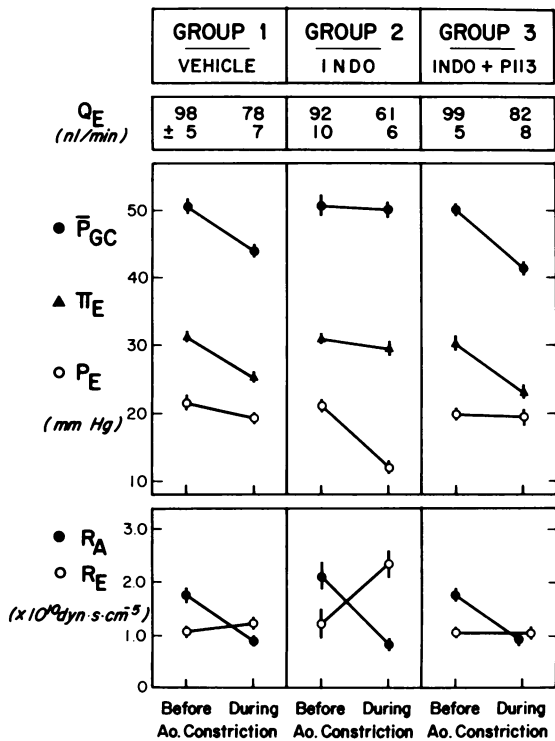 GROUP 1 GROUP 2 GROUP 3
VEHICLE INDO INDO + P113
QE 98 78 92 61 99 82
(nl/min) ± 5 7 10 6 5 8
50
● P̄GC
40
▲ πE
30
○ PE
20
(mm Hg)
10
3.0
● RA
○ RE
2.0
(x10¹⁰dyn·s·cm⁻⁵)
1.0
0
Before During Before During Before During
Ao. Constriction Ao. Constriction Ao. Constriction